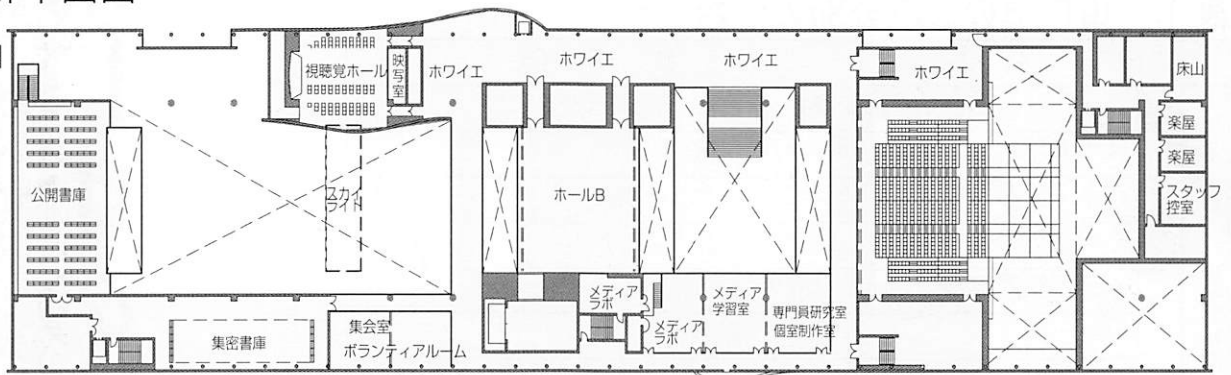 視聴覚ホール
映写室
ホワイエ
ホワイエ
ホワイエ
ホワイエ
床山
楽屋
楽屋
スタッフ
控室
公開書庫
スカイ
ライト
ホールB
メディア
ラボ
メディア
学習室
専門員研究室
個室制作室
メディア
ラボ
集会室
ボランティアルーム
集密書庫